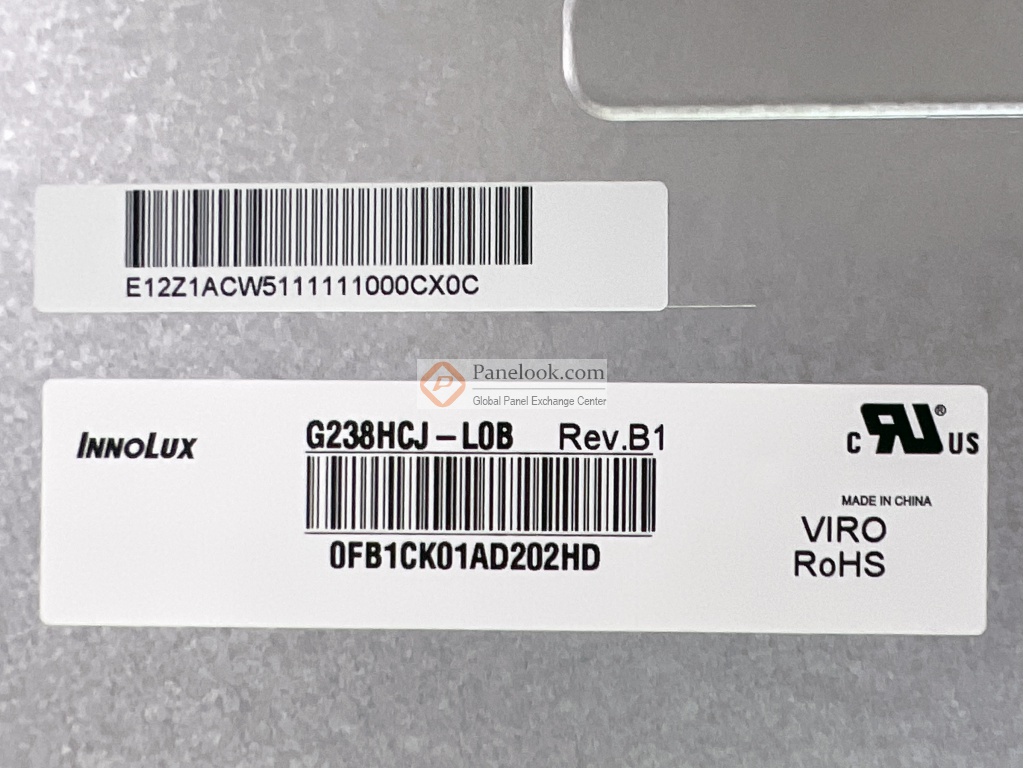 E12Z1ACW5111111000CX0C
Panelook.com
Global Panel Exchange Center
INNOLUX
G238HCJ-L0B Rev.B1
0FB1CK01AD202HD
c RU® US
MADE IN CHINA
VIRO
RoHS